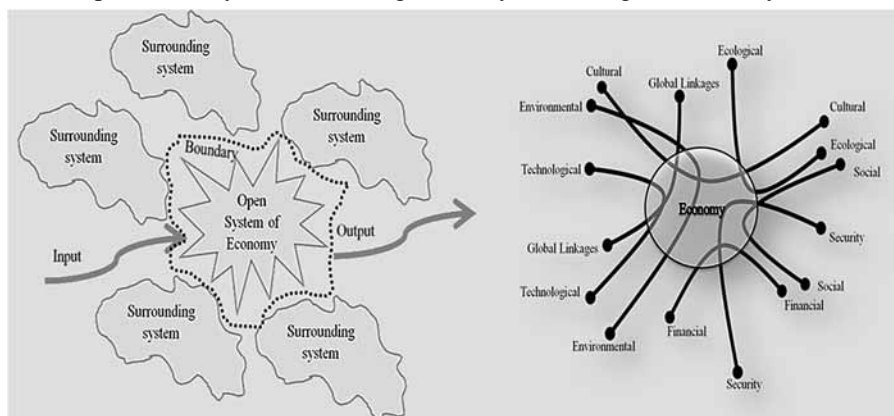 Surrounding
system
Surrounding
system
Surrounding
system
Boundary
Open
System of
Economy
Input
Output
Surrounding
system
Surrounding
system
Ecological
Cultural
Global Linkages
Environmental
Cultural
Ecological
Technological
Social
Economy
Security
Global Linkages
Social
Technological
Financial
Financial
Environmental
Security